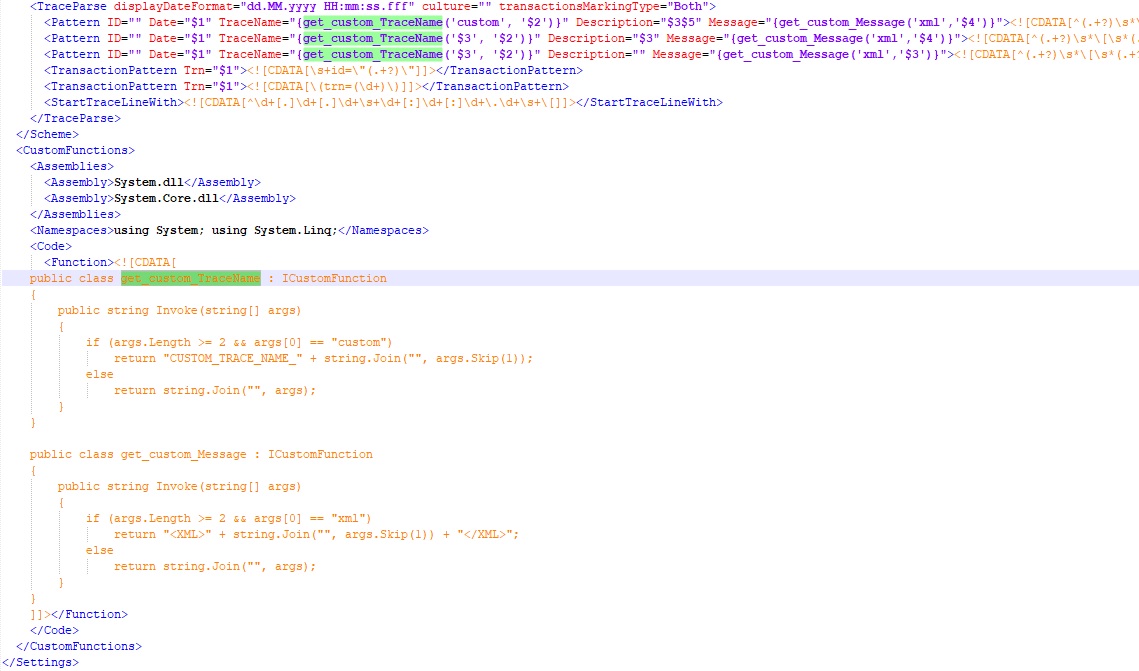 <TraceParse displayDateFormat="dd.MM.yyyy HH:mm:ss.fff" culture="" transactionsMarkingType="Both">
<Pattern ID="" Date="$1" TraceName="{get_custom_TraceName('custom', '$2')}" Description="$3$5" Message="{get_custom_Message('xml','$4')}"><![CDATA[^(.+?)\s*\
<Pattern ID="" Date="$1" TraceName="{get_custom_TraceName('$3', '$2')}" Description="$3" Message="{get_custom_Message('xml','$4')}"><![CDATA[^(.+?)\s*\[\s*(.
<Pattern ID="" Date="$1" TraceName="{get_custom_TraceName('$3', '$2')}" Description="" Message="{get_custom_Message('xml','$3')}"><![CDATA[^(.+?)\s*\[\s*(.+?
<TransactionPattern Trn="$1"><![CDATA[\s+id=\"(.+?)\"]]></TransactionPattern>
<TransactionPattern Trn="$1"><![CDATA[\(trn=(\d+)\)]]></TransactionPattern>
<StartTraceLineWith><![CDATA[^\d+[.]\d+[.]\d+\s+\d+[:]\d+[:]\d+\.\d+\s+\[]]></StartTraceLineWith>
</TraceParse>
</Scheme>
<CustomFunctions>
<Assemblies>
<Assembly>System.dll</Assembly>
<Assembly>System.Core.dll</Assembly>
</Assemblies>
<Namespaces>using System; using System.Linq;</Namespaces>
<Code>
<Function><![CDATA[
public class get_custom_TraceName : ICustomFunction
{
public string Invoke(string[] args)
{
if (args.Length >= 2 && args[0] == "custom")
return "CUSTOM_TRACE_NAME_" + string.Join("", args.Skip(1));
else
return string.Join("", args);
}
}
public class get_custom_Message : ICustomFunction
{
public string Invoke(string[] args)
{
if (args.Length >= 2 && args[0] == "xml")
return "<XML>" + string.Join("", args.Skip(1)) + "</XML>";
else
return string.Join("", args);
}
}
]]></Function>
</Code>
</CustomFunctions>
</Settings>